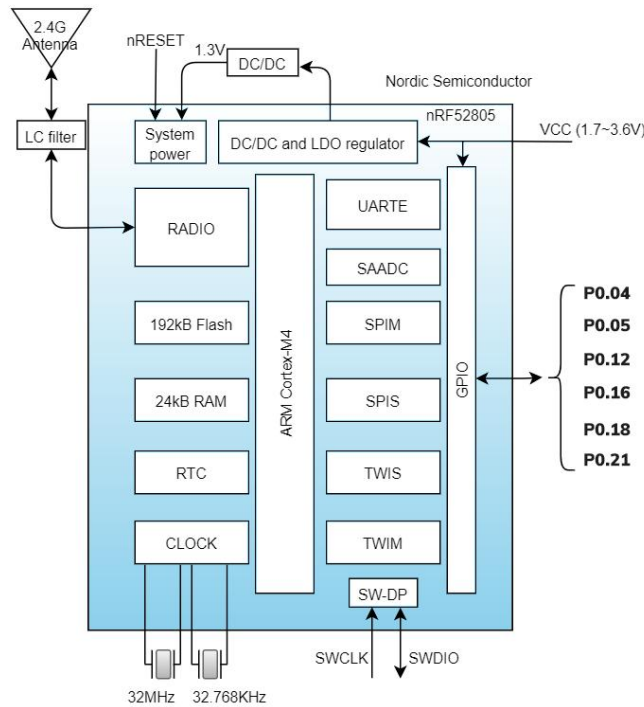 2.4G
Antenna
nRESET
1.3V
DC/DC
Nordic Semiconductor
nRF52805
LC filter
System
power
DC/DC and LDO regulator
VCC (1.7~3.6V)
RADIO
UARTE
SAADC
192kB Flash
SPIM
24kB RAM
SPIS
RTC
TWIS
CLOCK
TWIM
ARM Cortex-M4
GPIO
P0.04
P0.05
P0.12
P0.16
P0.18
P0.21
SW-DP
SWCLK
SWDIO
32MHz
32.768KHz